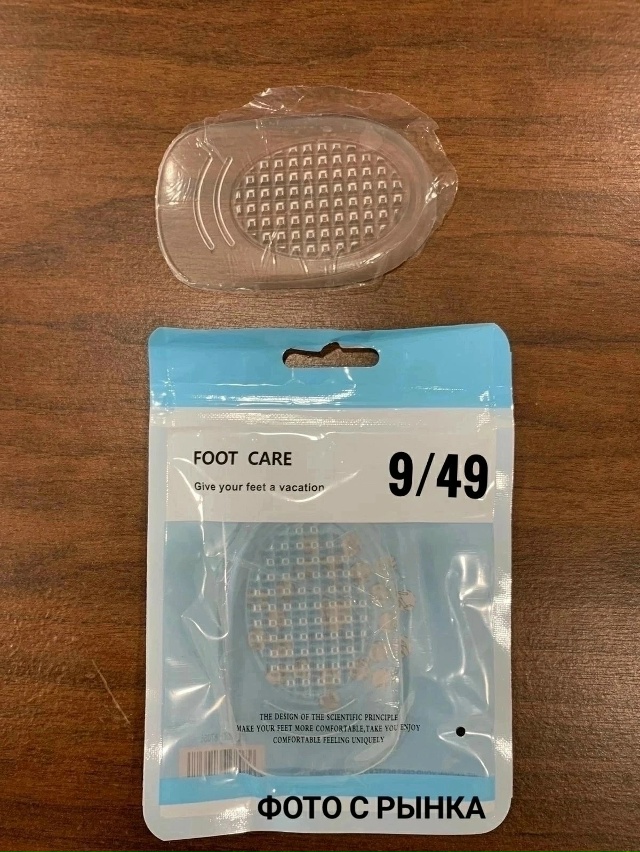 FOOT CARE
9/49
Give your feet a vacation
THE DESIGN OF THE SCIENTIFIC PRINCIPLE
MAKE YOUR FEET MORE COMFORTABLE,TAKE YOU ENJOY
COMFORTABLE FEELING UNIQUELY
ФОТО С РЫНКА